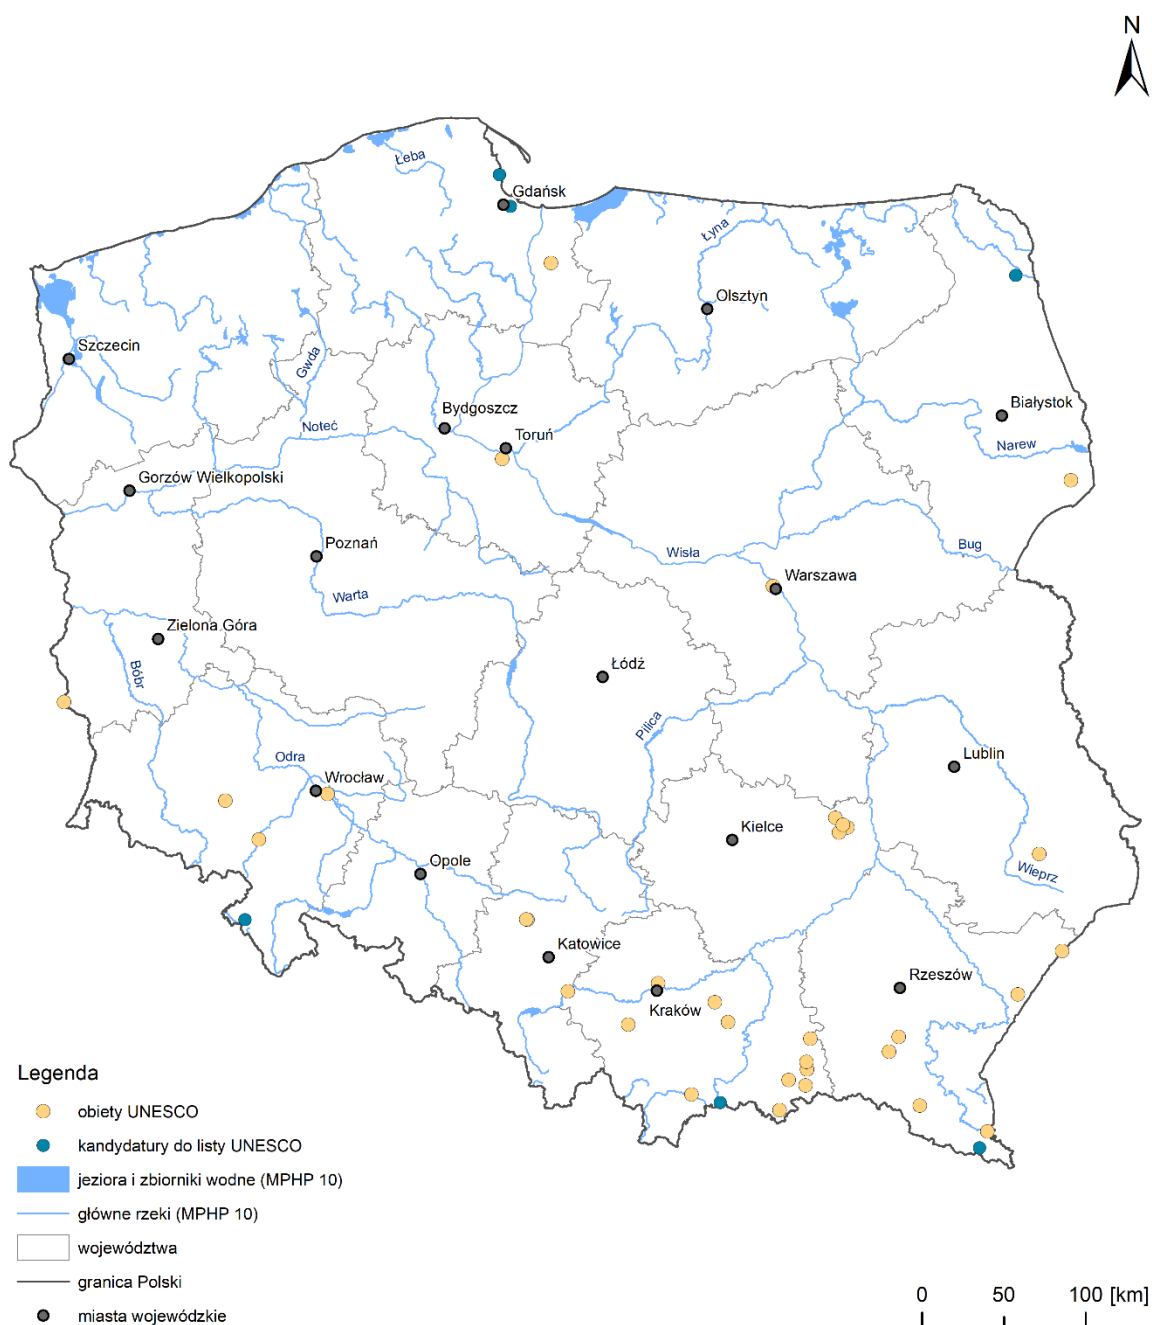 N
Łeba
Gdańsk
Łyna
Olsztyn
Szczecin
Gwda
Bydgoszcz
Białystok
Noteć
Toruń
Narew
Gorzów Wielkopolski
Poznań
Wisła
Bug
Warszawa
Warta
Zielona Góra
Bóbr
Łódź
Pilica
Odra
Lublin
Wrocław
Kielce
Opole
Wieprz
Katowice
Rzeszów
Kraków
Legenda
obiety UNESCO
kandydatury do listy UNESCO
jeziora i zbiorniki wodne (MPHP 10)
główne rzeki (MPHP 10)
województwa
granica Polski
miasta wojewódzkie
0 50 100 [km]